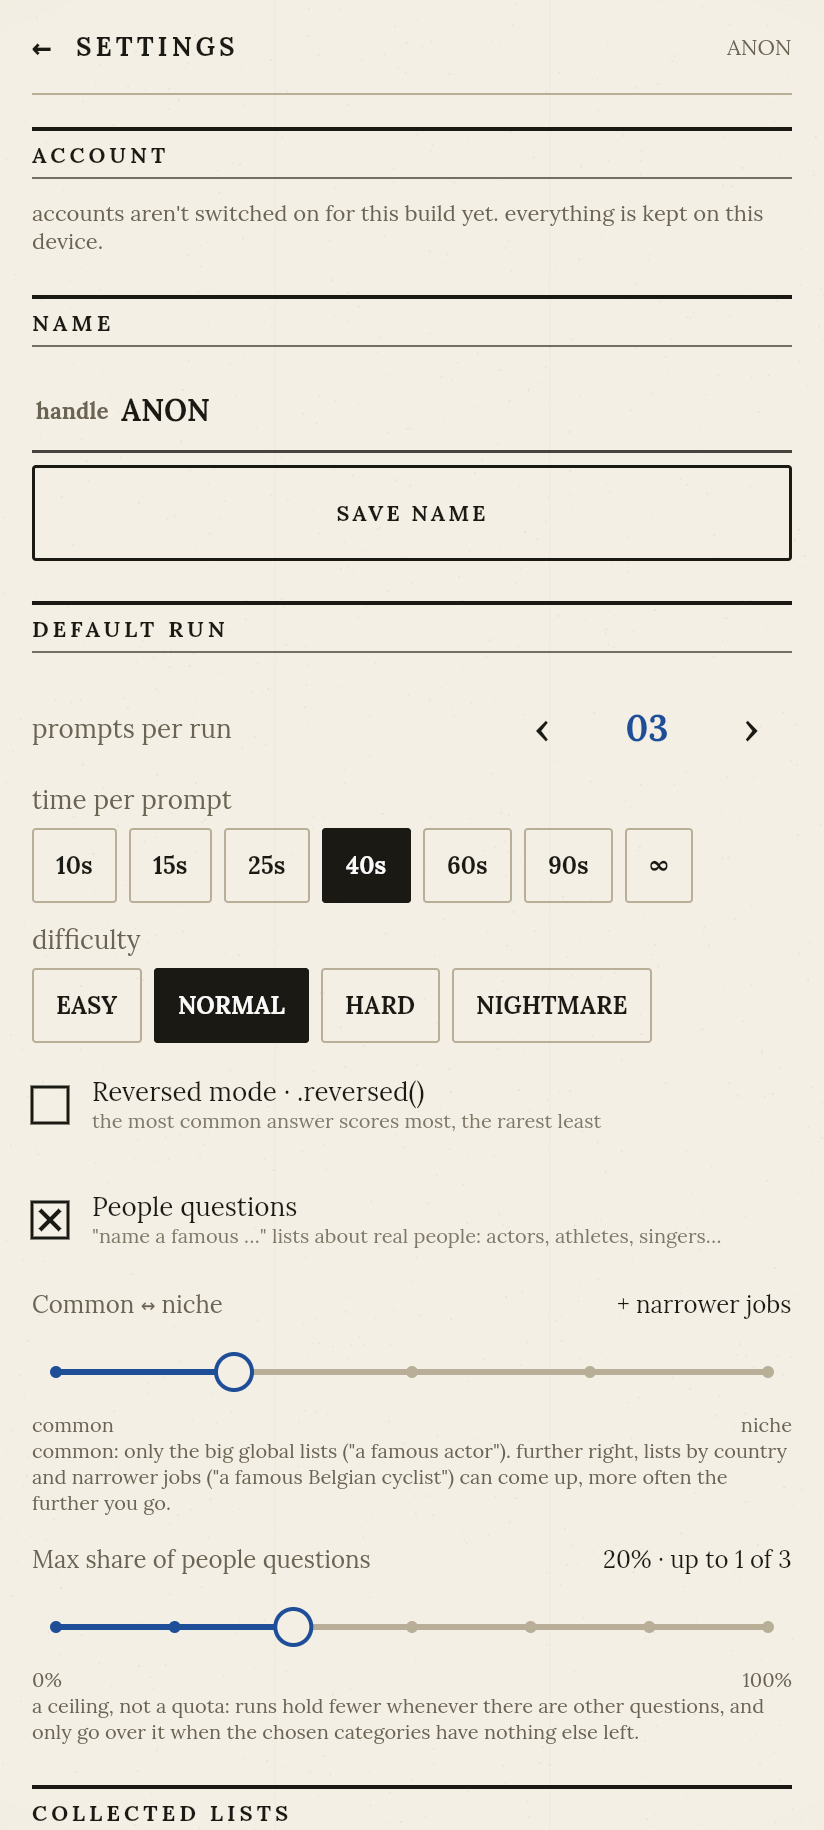 ← SETTINGS ANON
ACCOUNT
accounts aren't switched on for this build yet. everything is kept on this
device.
NAME
handle ANON
SAVE NAME
DEFAULT RUN
prompts per run ‹ 03 ›
time per prompt
10s 15s 25s 40s 60s 90s ∞
difficulty
EASY NORMAL HARD NIGHTMARE
Reversed mode · .reversed()
the most common answer scores most, the rarest least
People questions
"name a famous …" lists about real people: actors, athletes, singers…
Common ↔ niche + narrower jobs
common niche
common: only the big global lists ("a famous actor"). further right, lists by country
and narrower jobs ("a famous Belgian cyclist") can come up, more often the
further you go.
Max share of people questions 20% · up to 1 of 3
0% 100%
a ceiling, not a quota: runs hold fewer whenever there are other questions, and
only go over it when the chosen categories have nothing else left.
COLLECTED LISTS